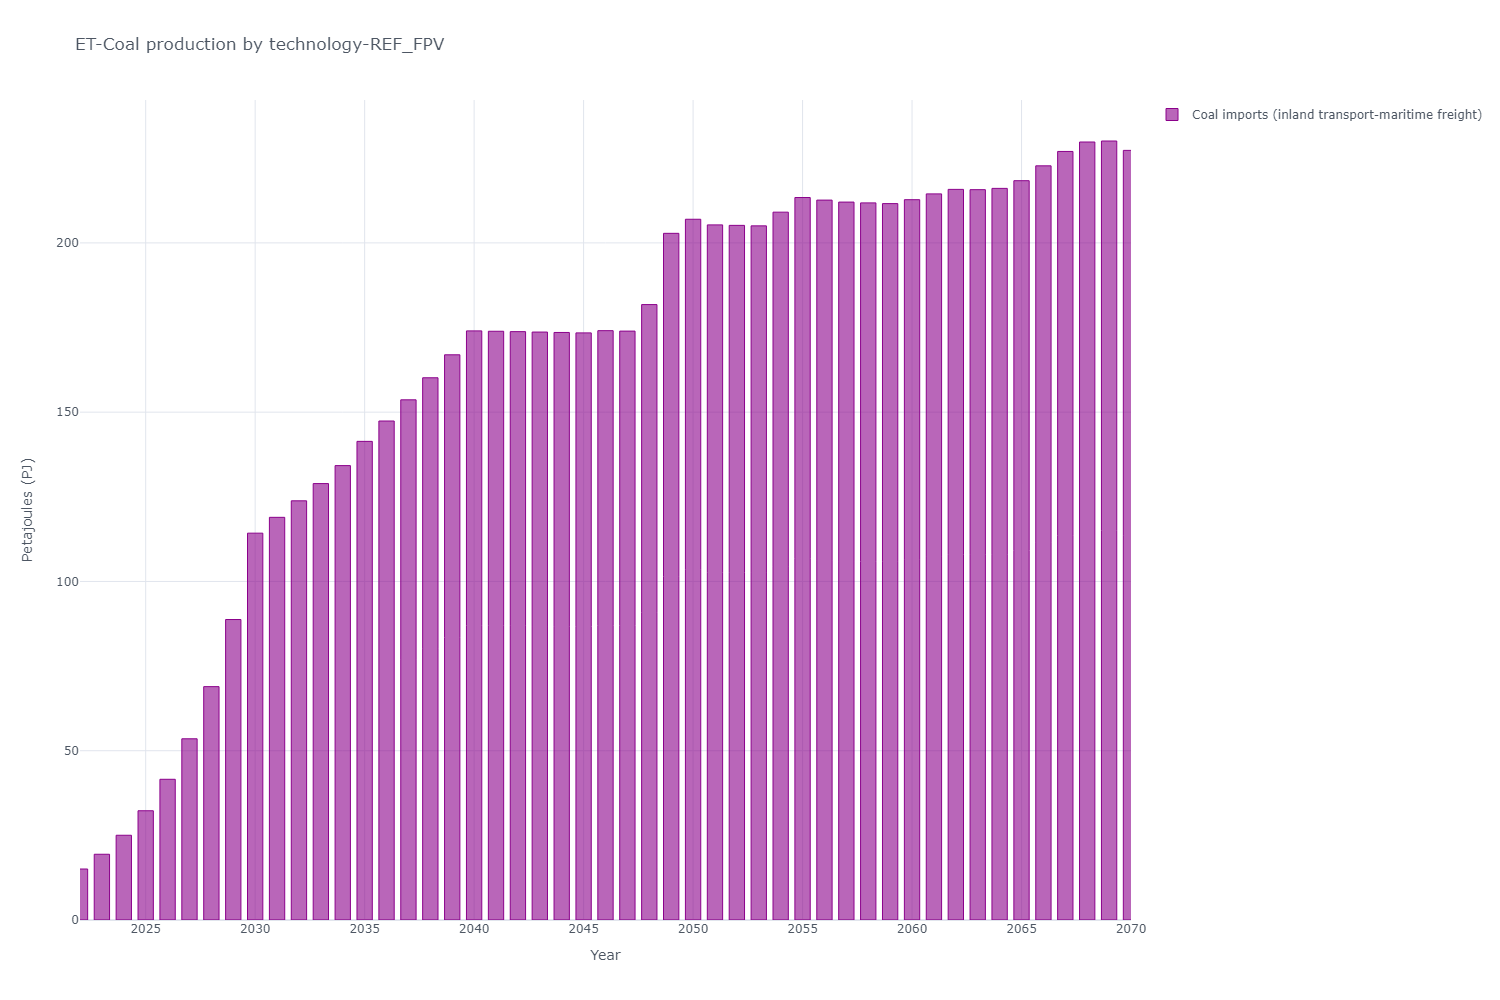 ET-Coal production by technology-REF_FPV
Coal imports (inland transport-maritime freight)
200
150
100
50
0
Petajoules (PJ)
2025 2030 2035 2040 2045 2050 2055 2060 2065 2070
Year